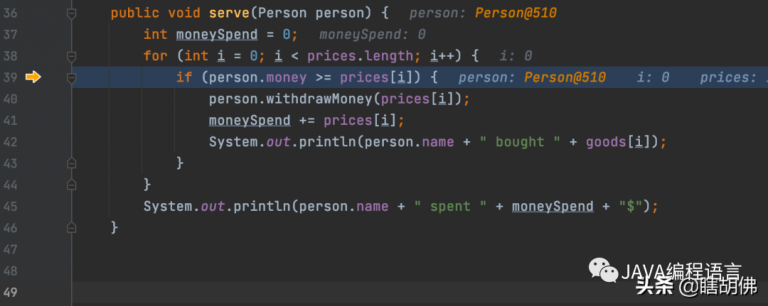 36 public void serve(Person person) { person: Person@510
37 int moneySpend = 0; moneySpend: 0
38 for (int i = 0; i < prices.length; i++) { i: 0
39 if (person.money >= prices[i]) { person: Person@510 i: 0 prices:
40 person.withdrawMoney(prices[i]);
41 moneySpend += prices[i];
42 System.out.println(person.name + " bought " + goods[i]);
43 }
44 }
45 System.out.println(person.name + " spent " + moneySpend + "$");
46 }
47
48
49
JAVA编程语言
头条 @瞎胡佛